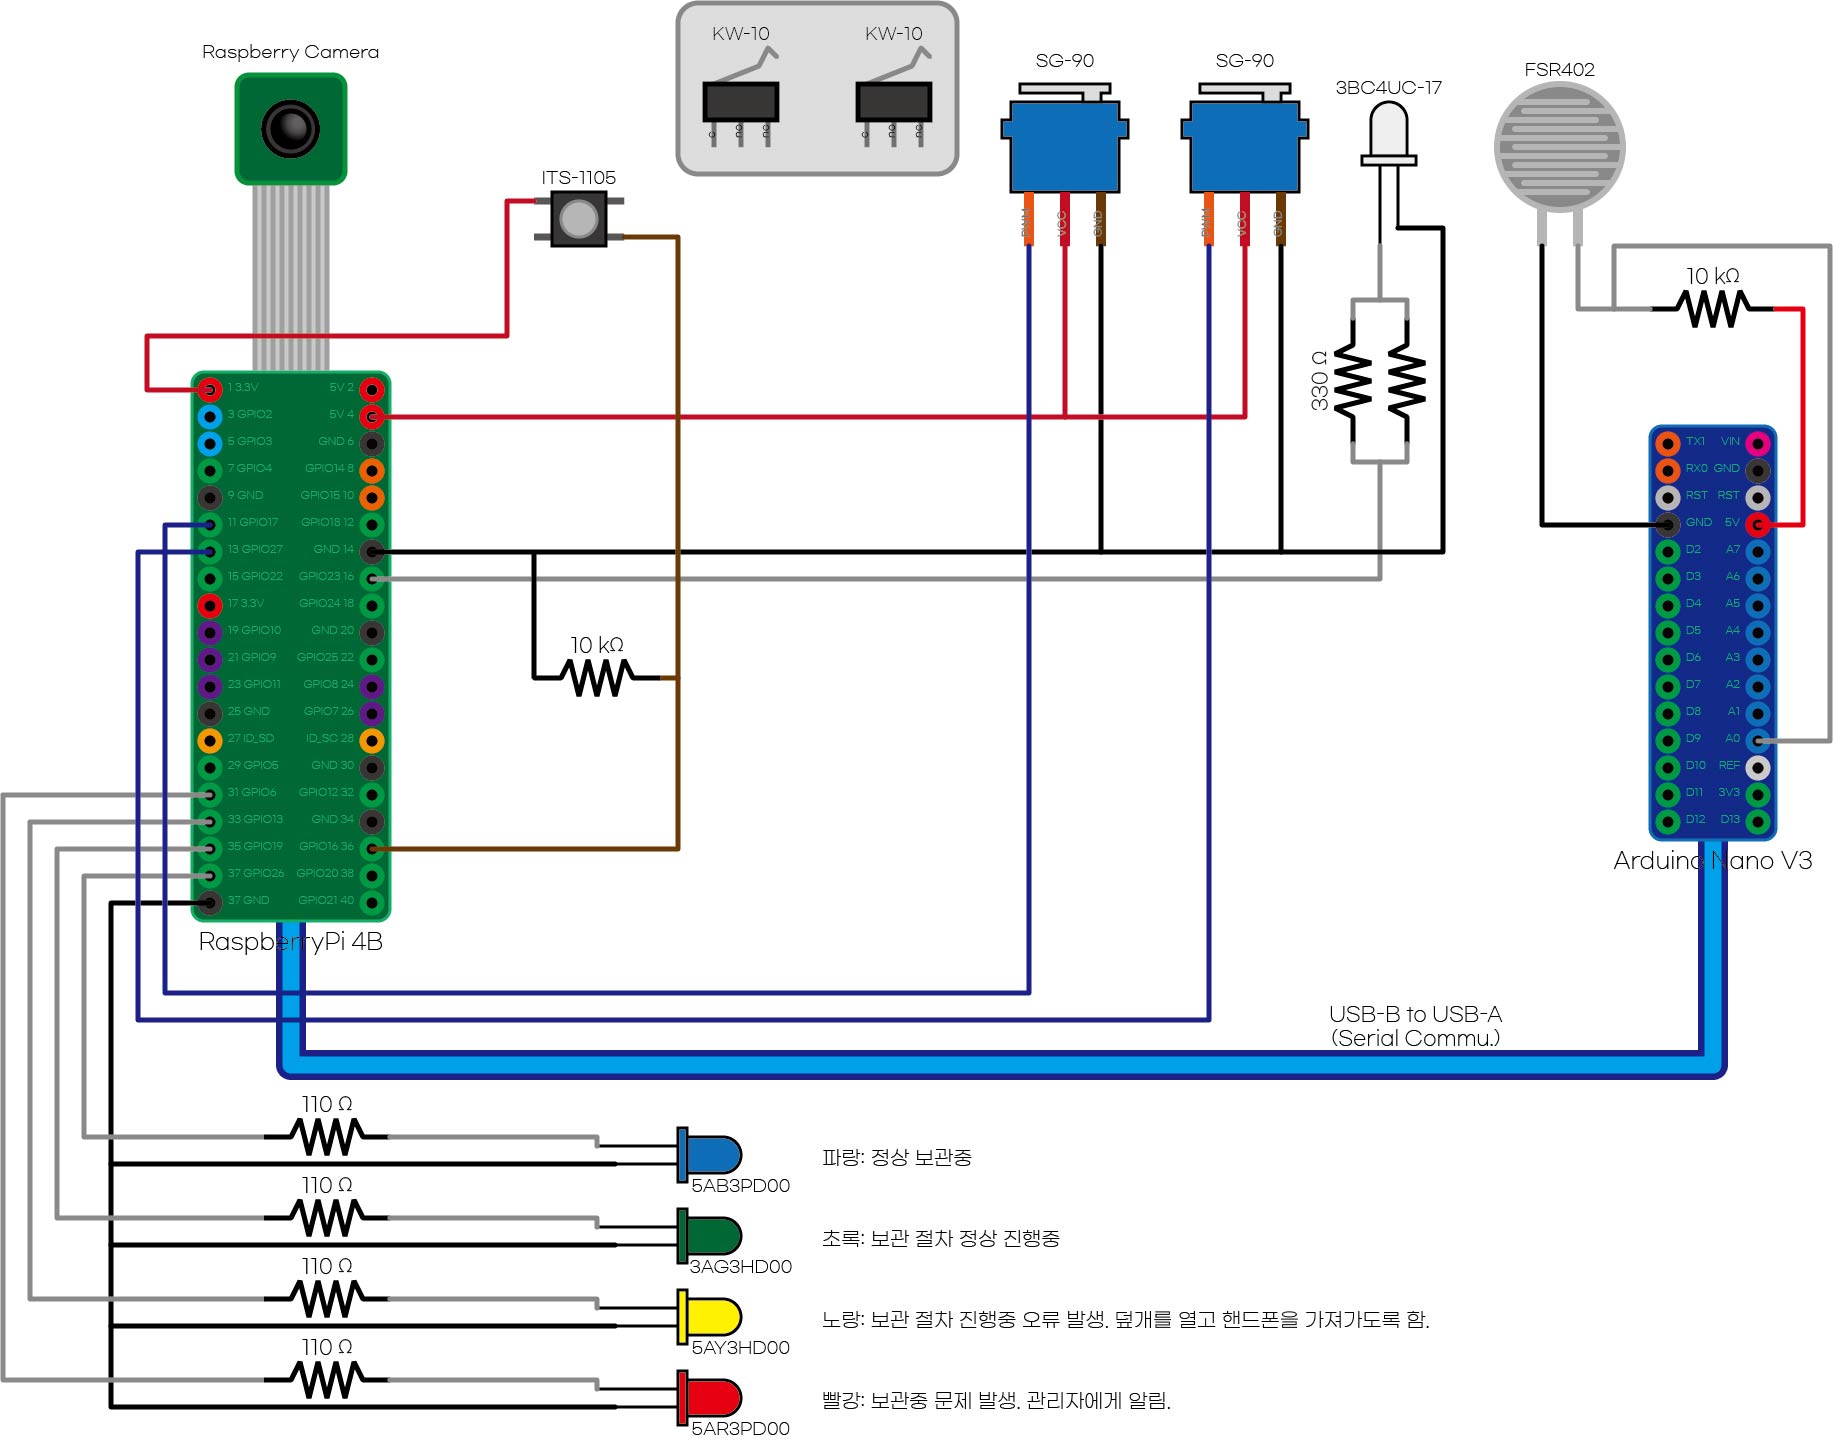 Raspberry Camera
KW-10
KW-10
C
NO
NC
C
NO
NC
ITS-1105
SG-90
PWM
VCC
GND
SG-90
PWM
VCC
GND
3BC4UC-17
FSR402
10 kΩ
330 Ω
10 kΩ
1 3.3V
5V 2
3 GPIO2
5V 4
5 GPIO3
GND 6
7 GPIO4
GPIO14 8
9 GND
GPIO15 10
11 GPIO17
GPIO18 12
13 GPIO27
GND 14
15 GPIO22
GPIO23 16
17 3.3V
GPIO24 18
19 GPIO10
GND 20
21 GPIO9
GPIO25 22
23 GPIO11
GPIO8 24
25 GND
GPIO7 26
27 ID_SD
ID_SC 28
29 GPIO5
GND 30
31 GPIO6
GPIO12 32
33 GPIO13
GND 34
35 GPIO19
GPIO16 36
37 GPIO26
GPIO20 38
37 GND
GPIO21 40
RaspberryPi 4B
TX1
VIN
RX0
GND
RST
RST
GND
5V
D2
A7
D3
A6
D4
A5
D5
A4
D6
A3
D7
A2
D8
A1
D9
A0
D10
REF
D11
3V3
D12
D13
Arduino Nano V3
USB-B to USB-A
(Serial Commu.)
110 Ω
5AB3PD00
파랑: 정상 보관중
110 Ω
3AG3HD00
초록: 보관 절차 정상 진행중
110 Ω
5AY3HD00
노랑: 보관 절차 진행중 오류 발생. 덮개를 열고 핸드폰을 가져가도록 함.
110 Ω
5AR3PD00
빨강: 보관중 문제 발생. 관리자에게 알림.